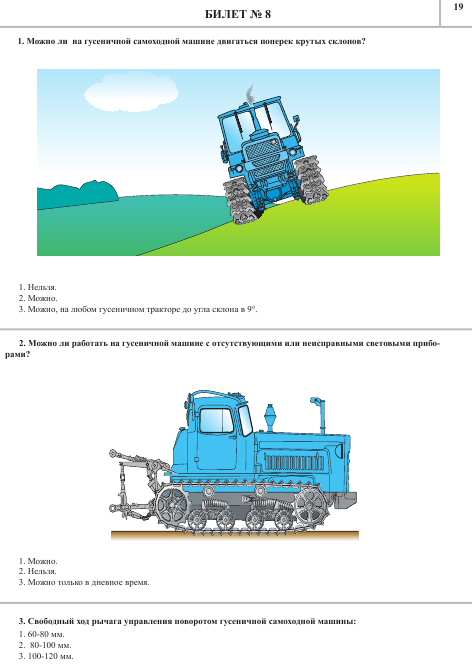 19
БИЛЕТ № 8
1. Можно ли на гусеничной самоходной машине двигаться поперек крутых склонов?
1. Нельзя.
2. Можно.
3. Можно, на любом гусеничном тракторе до угла склона в 9°.
2. Можно ли работать на гусеничной машине с отсутствующими или неисправными световыми прибо-
рами?
1. Можно.
2. Нельзя.
3. Можно только в дневное время.
3. Свободный ход рычага управления поворотом гусеничной самоходной машины:
1. 60-80 мм.
2. 80-100 мм.
3. 100-120 мм.